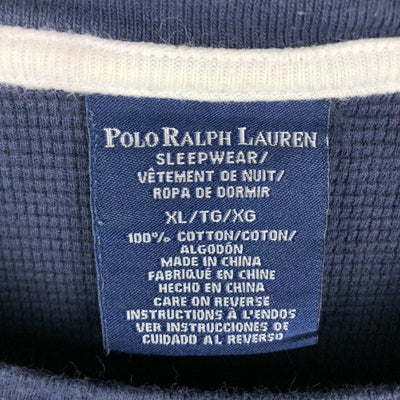 POLO RALPH LAUREN
SLEEPWEAR/
VÊTEMENT DE NUIT/
ROPA DE DORMIR
XL/TG/XG
100% COTTON/COTON/
ALGODÓN
MADE IN CHINA
FABRIQUÉ EN CHINE
HECHO EN CHINA
CARE ON REVERSE
INSTRUCTIONS À L'ENDOS
VER INSTRUCCIONES DE
CUIDADO AL REVERSO